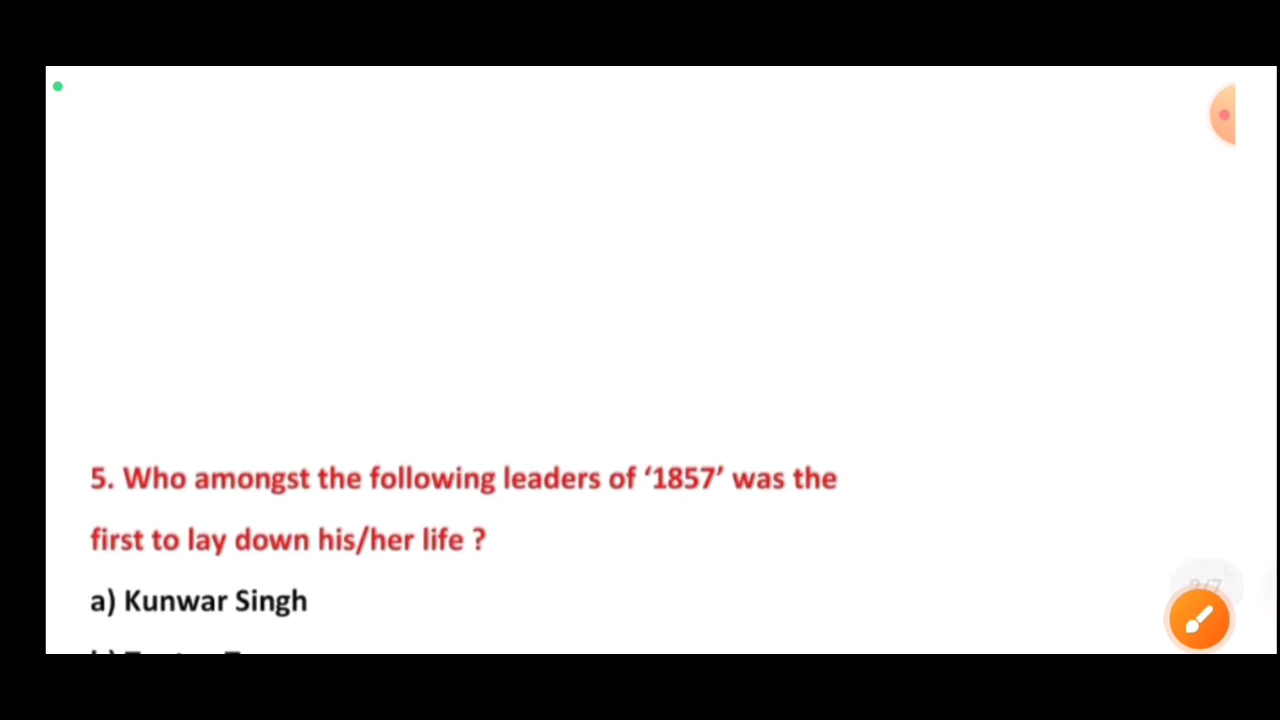 5. Who amongst the following leaders of ‘1857’ was the
first to lay down his/her life ?
a) Kunwar Singh